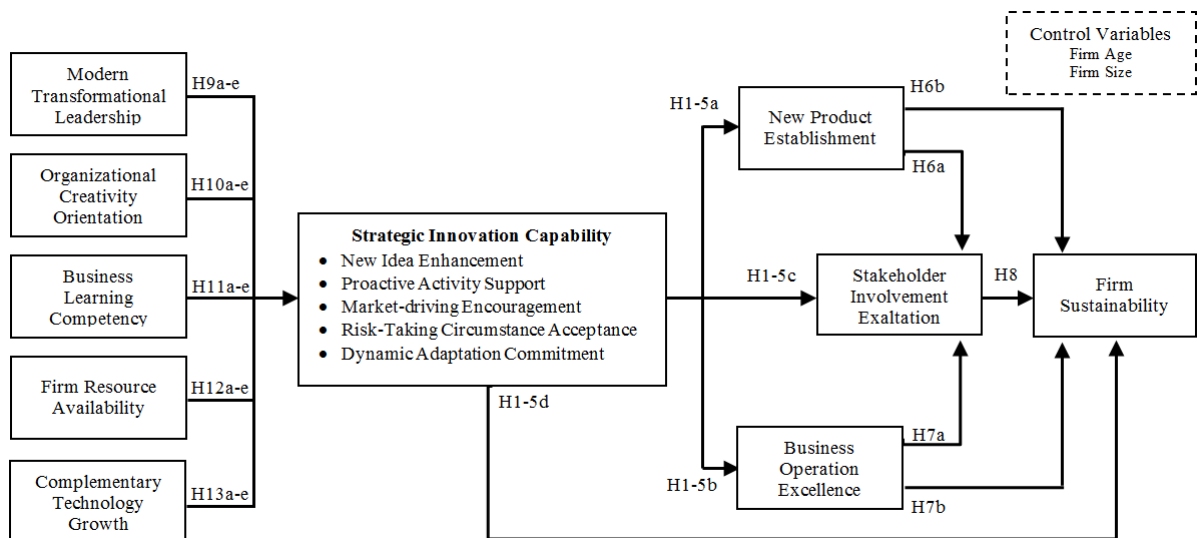 Control Variables
Firm Age
Firm Size
Modern
Transformational
Leadership
H9a-e
Organizational
Creativity
Orientation
H10a-e
Business
Learning
Competency
H11a-e
Firm Resource
Availability
H12a-e
Complementary
Technology
Growth
H13a-e
Strategic Innovation Capability
• New Idea Enhancement
• Proactive Activity Support
• Market-driving Encouragement
• Risk-Taking Circumstance Acceptance
• Dynamic Adaptation Commitment
H1-5a
H1-5c
H1-5b
H1-5d
New Product
Establishment
H6b
H6a
Stakeholder
Involvement
Exaltation
H8
Firm
Sustainability
Business
Operation
Excellence
H7a
H7b